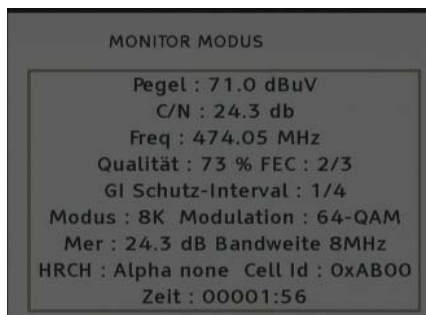 MONITOR MODUS
Pegel : 71.0 dBuV
C/N : 24.3 db
Freq : 474.05 MHz
Qualität : 73 % FEC : 2/3
GI Schutz-Interval : 1/4
Modus : 8K Modulation : 64-QAM
Mer : 24.3 dB Bandweite 8MHz
HRCH : Alpha none Cell Id : 0xAB00
Zeit : 00001:56